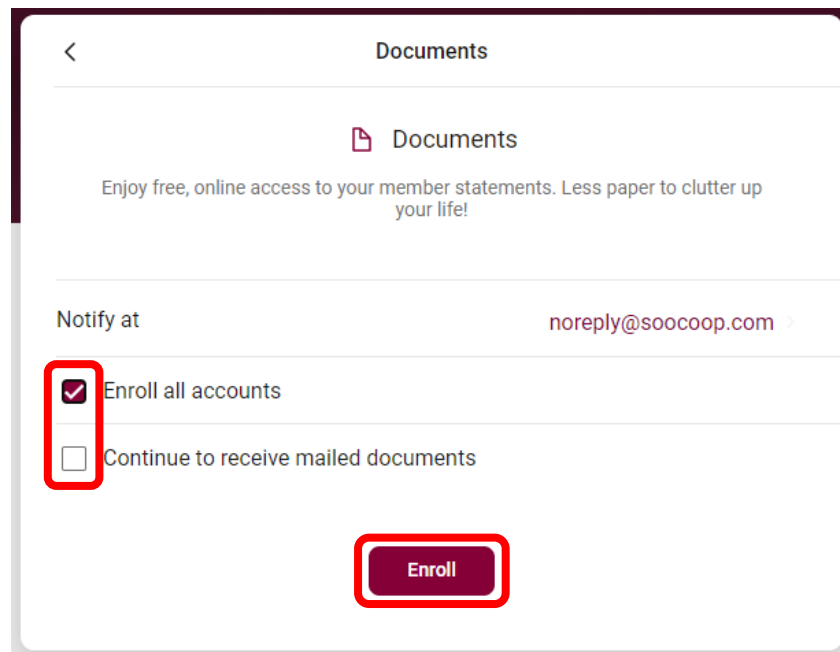 Documents
Documents
Enjoy free, online access to your member statements. Less paper to clutter up
your life!
Notify at noreply@soocoop.com
Enroll all accounts
Continue to receive mailed documents
Enroll